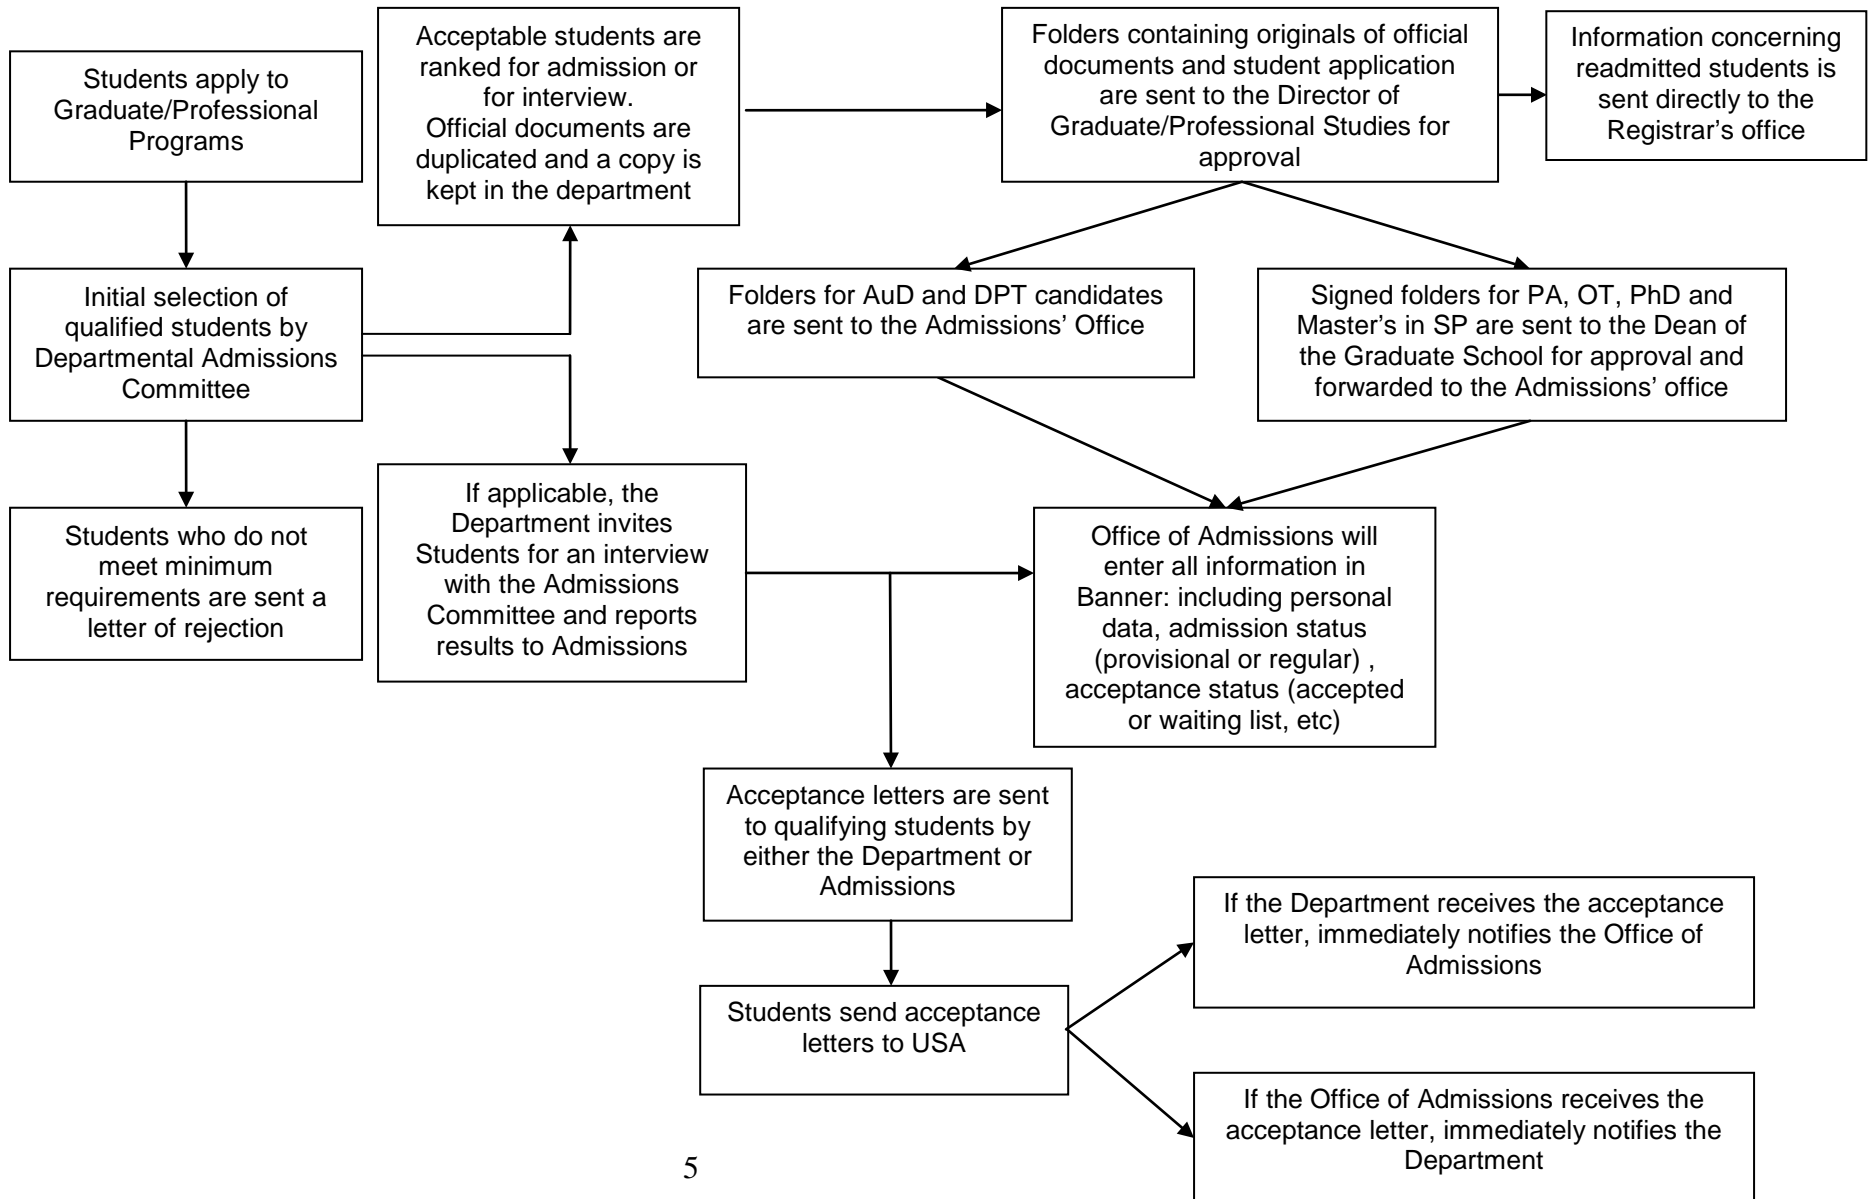 Students apply to
Graduate/Professional
Programs
Acceptable students are
ranked for admission or
for interview.
Official documents are
duplicated and a copy is
kept in the department
Folders containing originals of official
documents and student application
are sent to the Director of
Graduate/Professional Studies for
approval
Information concerning
readmitted students is
sent directly to the
Registrar's office
Initial selection of
qualified students by
Departmental Admissions
Committee
Folders for AuD and DPT candidates
are sent to the Admissions' Office
Signed folders for PA, OT, PhD and
Master's in SP are sent to the Dean of
the Graduate School for approval and
forwarded to the Admissions' office
Students who do not
meet minimum
requirements are sent a
letter of rejection
If applicable, the
Department invites
Students for an interview
with the Admissions
Committee and reports
results to Admissions
Office of Admissions will
enter all information in
Banner: including personal
data, admission status
(provisional or regular) ,
acceptance status (accepted
or waiting list, etc)
Acceptance letters are sent
to qualifying students by
either the Department or
Admissions
Students send acceptance
letters to USA
If the Department receives the acceptance
letter, immediately notifies the Office of
Admissions
If the Office of Admissions receives the
acceptance letter, immediately notifies the
Department
5